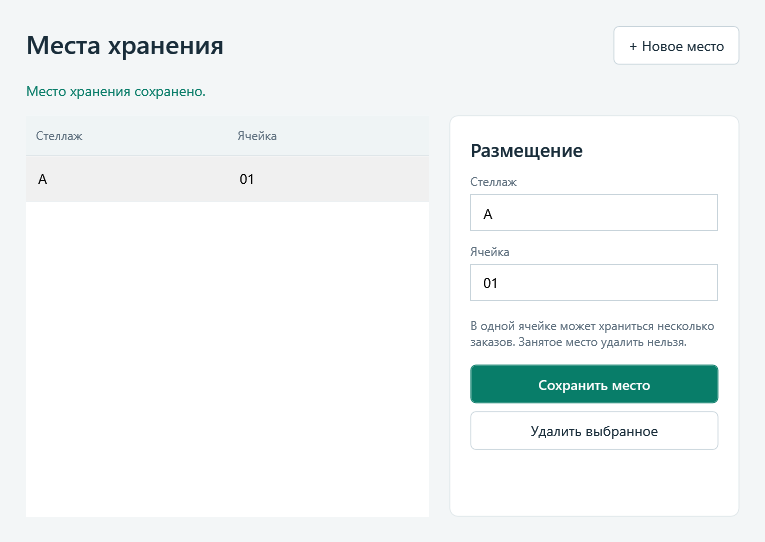 Места хранения
+ Новое место
Место хранения сохранено.
Стеллаж
Ячейка
A
01
Размещение
Стеллаж
A
Ячейка
01
В одной ячейке может храниться несколько
заказов. Занятое место удалить нельзя.
Сохранить место
Удалить выбранное